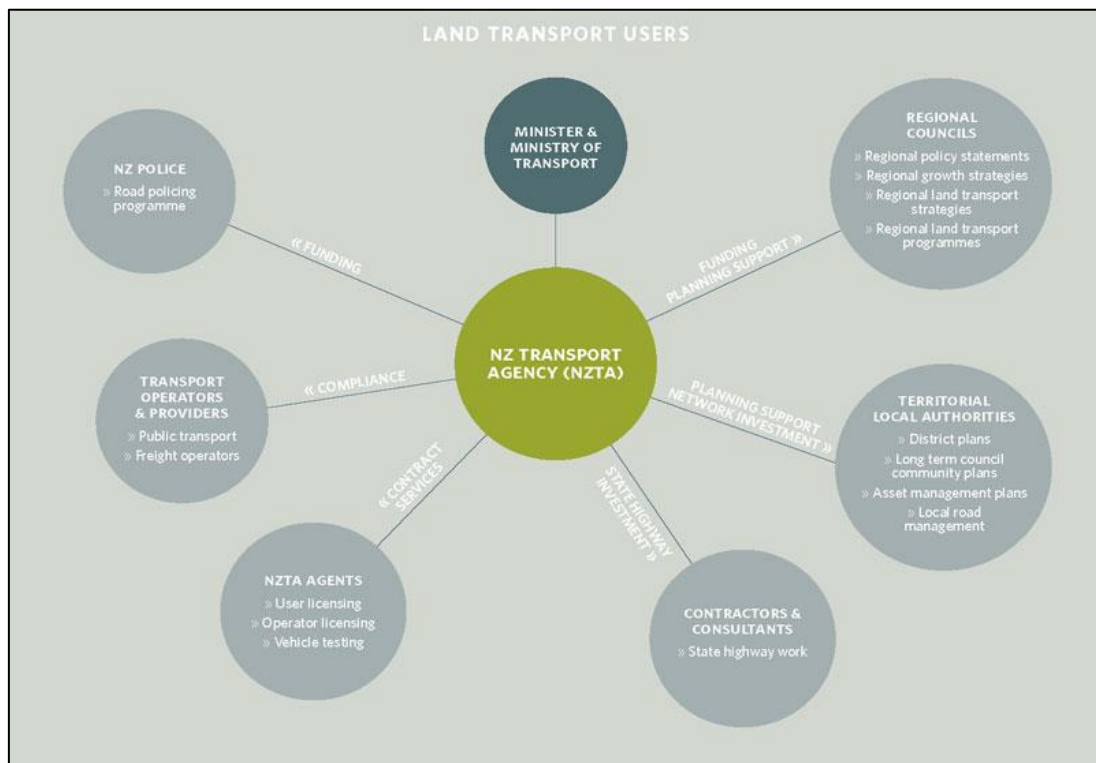 LAND TRANSPORT USERS
MINISTER &
MINISTRY OF
TRANSPORT
NZ POLICE
» Road policing
programme
REGIONAL
COUNCILS
» Regional policy statements
» Regional growth strategies
» Regional land transport
strategies
» Regional land transport
programmes
« FUNDING
FUNDING
PLANNING SUPPORT »
NZ TRANSPORT
AGENCY (NZTA)
TRANSPORT
OPERATORS
& PROVIDERS
» Public transport
» Freight operators
« COMPLIANCE
PLANNING SUPPORT
NETWORK INVESTMENT »
TERRITORIAL
LOCAL AUTHORITIES
» District plans
» Long term council
community plans
» Asset management plans
» Local road
management
« CONTRACT
SERVICES
STATE HIGHWAY
INVESTMENT »
NZTA AGENTS
» User licensing
» Operator licensing
» Vehicle testing
CONTRACTORS &
CONSULTANTS
» State highway work